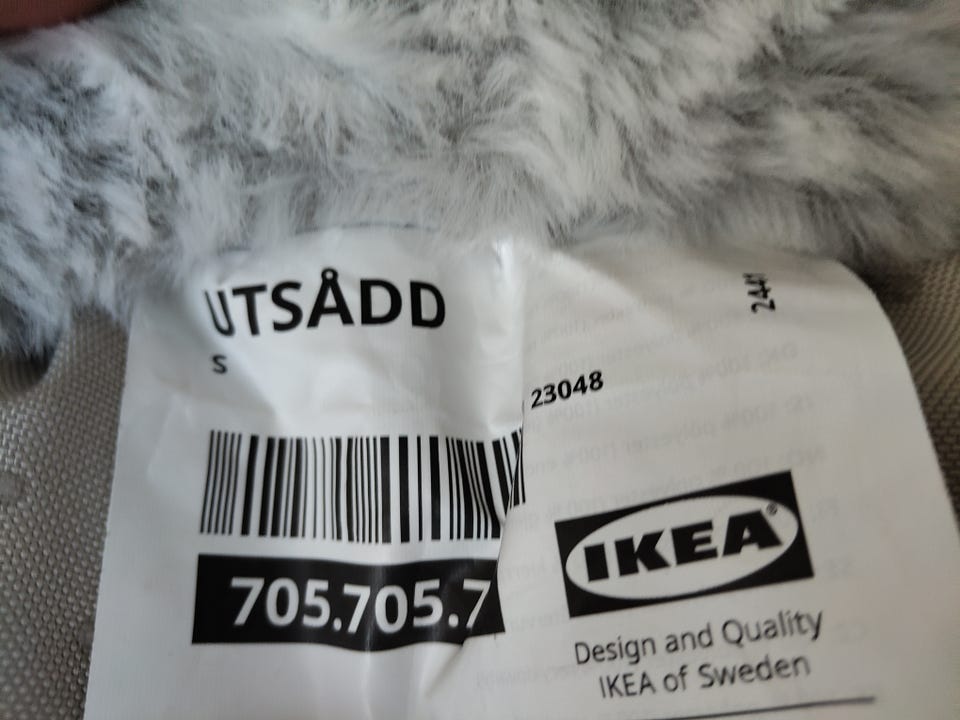 UTSÅDD
S
705.705.7
2441
23048
IKEA®
Design and Quality
IKEA of Sweden